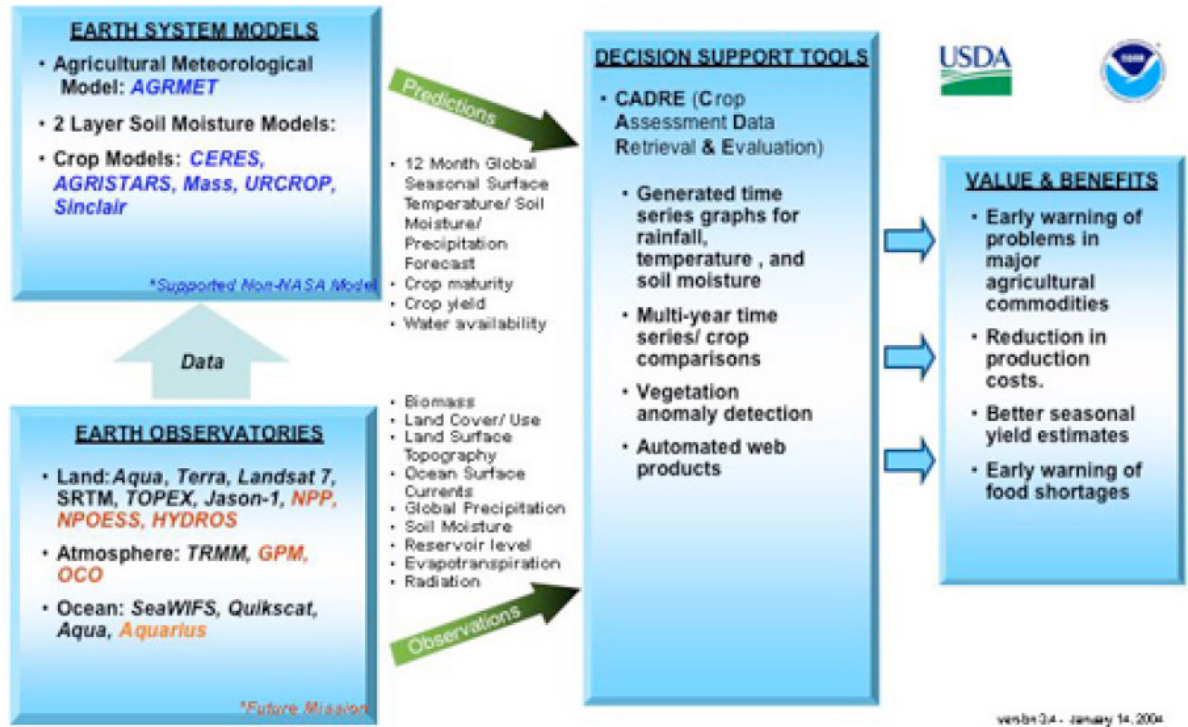 EARTH SYSTEM MODELS
• Agricultural Meteorological
Model: AGRMET
• 2 Layer Soil Moisture Models:
• Crop Models: CERES,
AGRISTARS, Mass, URCROP,
Sinclair
*Supported Non-NASA Model
Data
EARTH OBSERVATORIES
• Land: Aqua, Terra, Landsat 7,
SRTM, TOPEX, Jason-1, NPP,
NPOESS, HYDROS
• Atmosphere: TRMM, GPM,
OCO
• Ocean: SeaWIFS, Quikscat,
Aqua, Aquarius
*Future Mission
Predictions
• 12 Month Global
Seasonal Surface
Temperature/ Soil
Moisture/
Precipitation
Forecast
• Crop maturity
• Crop yield
• Water availability
• Biomass
• Land Cover/ Use
• Land Surface
Topography
• Ocean Surface
Currents
• Global Precipitation
• Soil Moisture
• Reservoir level
• Evapotranspiration
• Radiation
Observations
DECISION SUPPORT TOOLS
• CADRE (Crop
Assessment Data
Retrieval & Evaluation)
• Generated time
series graphs for
rainfall,
temperature , and
soil moisture
• Multi-year time
series/ crop
comparisons
• Vegetation
anomaly detection
• Automated web
products
USDA
VALUE & BENEFITS
• Early warning of
problems in
major
agricultural
commodities
• Reduction in
production
costs.
• Better seasonal
yield estimates
• Early warning of
food shortages
January 14, 2004